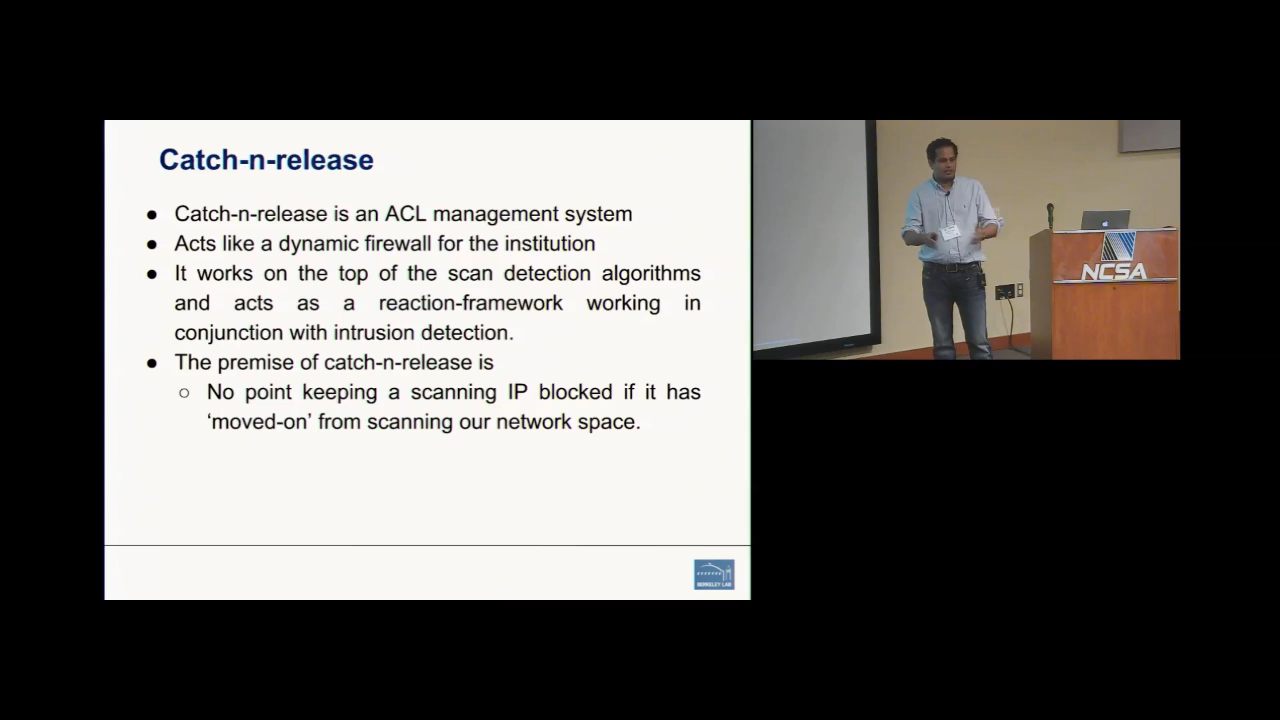 Catch-n-release
● Catch-n-release is an ACL management system
● Acts like a dynamic firewall for the institution
● It works on the top of the scan detection algorithms
and acts as a reaction-framework working in
conjunction with intrusion detection.
● The premise of catch-n-release is
○ No point keeping a scanning IP blocked if it has
‘moved-on’ from scanning our network space.
BERKELEY LAB
NCSA